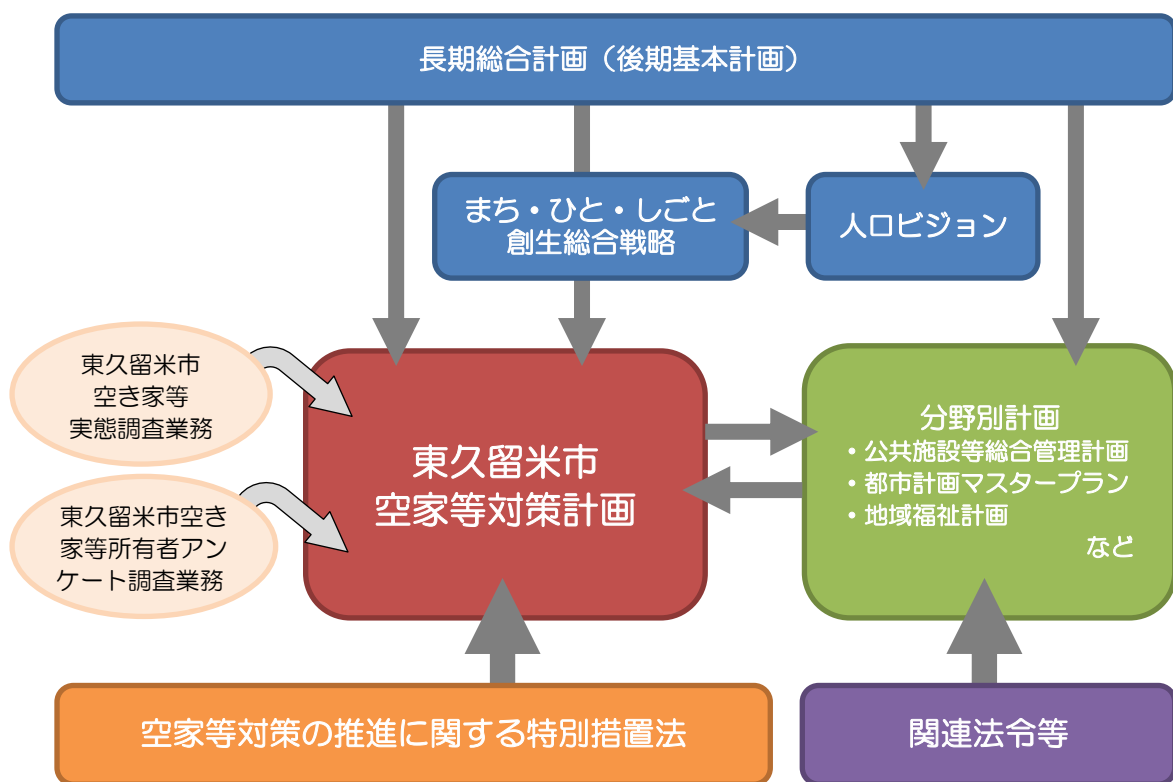 長期総合計画（後期基本計画）
まち・ひと・しごと
創生総合戦略
人口ビジョン
東久留米市
空き家等
実態調査業務
東久留米市空き
家等所有者アン
ケート調査業務
東久留米市
空家等対策計画
分野別計画
・公共施設等総合管理計画
・都市計画マスタープラン
・地域福祉計画
など
空家等対策の推進に関する特別措置法
関連法令等